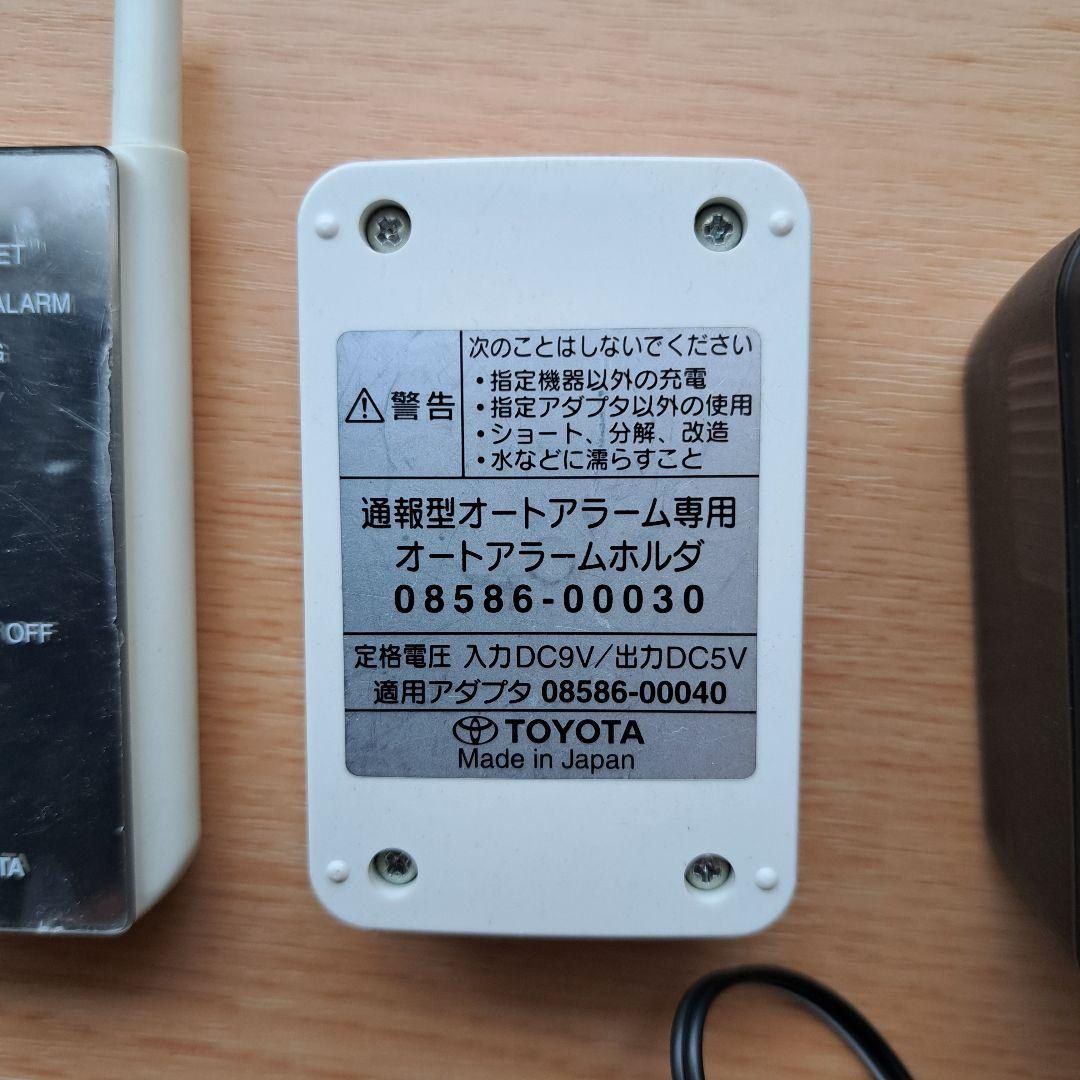 ALARM
OFF
警告
次のことはしないでください
・指定機器以外の充電
・指定アダプタ以外の使用
・ショート、分解、改造
・水などに濡らすこと
通報型オートアラーム専用
オートアラームホルダ
08586-00030
定格電圧 入力DC9V/出力DC5V
適用アダプタ 08586-00040
TOYOTA
Made in Japan